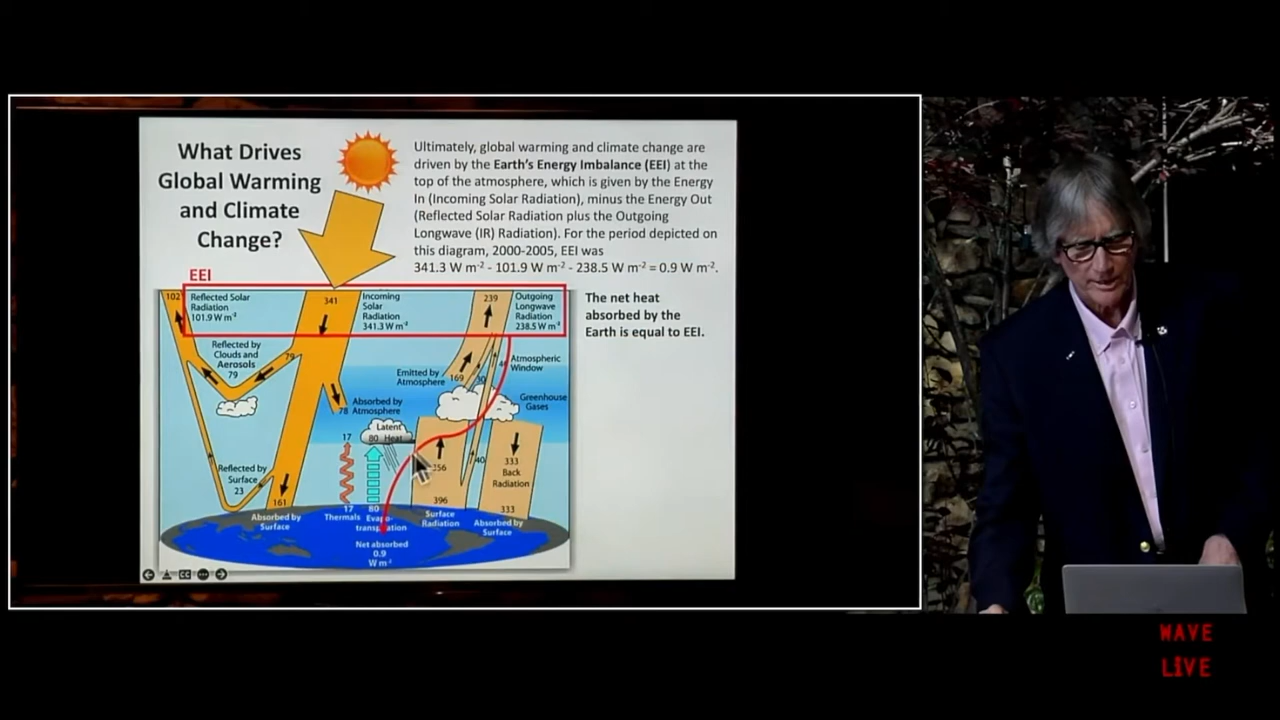 What Drives
Global Warming
and Climate
Change?
Ultimately, global warming and climate change are
driven by the Earth's Energy Imbalance (EEI) at the
top of the atmosphere, which is given by the Energy
In (Incoming Solar Radiation), minus the Energy Out
(Reflected Solar Radiation plus the Outgoing
Longwave (IR) Radiation). For the period depicted on
this diagram, 2000-2005, EEI was
341.3 W m⁻² - 101.9 W m⁻² - 238.5 W m⁻² = 0.9 W m⁻².
EEI
102
Reflected Solar
Radiation
101.9 W m⁻²
341
Incoming
Solar
Radiation
341.3 W m⁻²
239
Outgoing
Longwave
Radiation
238.5 W m⁻²
The net heat
absorbed by the
Earth is equal to EEI.
Reflected by
Clouds and
Aerosols
79
79
Emitted by
Atmosphere
169
30
Atmospheric
Window
78
Absorbed by
Atmosphere
Greenhouse
Gases
Latent
80 Heat
17
356
40
333
Back
Radiation
Reflected by
Surface
23
161
Absorbed by
Surface
17
Thermals
80
Evapo-
transpiration
396
Surface
Radiation
333
Absorbed by
Surface
Net absorbed
0.9
W m⁻²
CC
WAVE
LiVE